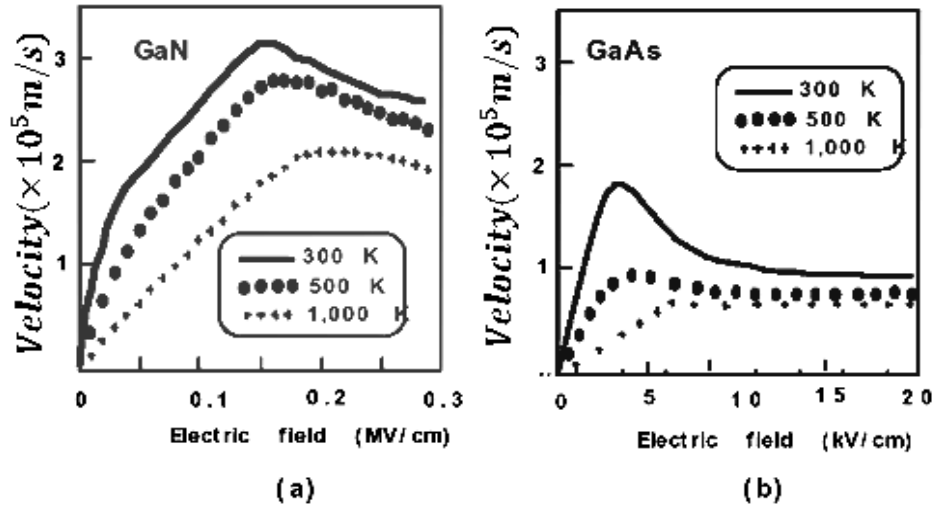 GaN
Velocity(×10⁵m/s)
3
2
1
300 K
500 K
1,000 K
0
0.1
0.2
0.3
Electric field (MV/cm)
(a)
GaAs
Velocity(×10⁵m/s)
3
2
1
300 K
500 K
1,000 K
0
5
10
15
20
Electric field (kV/cm)
(b)